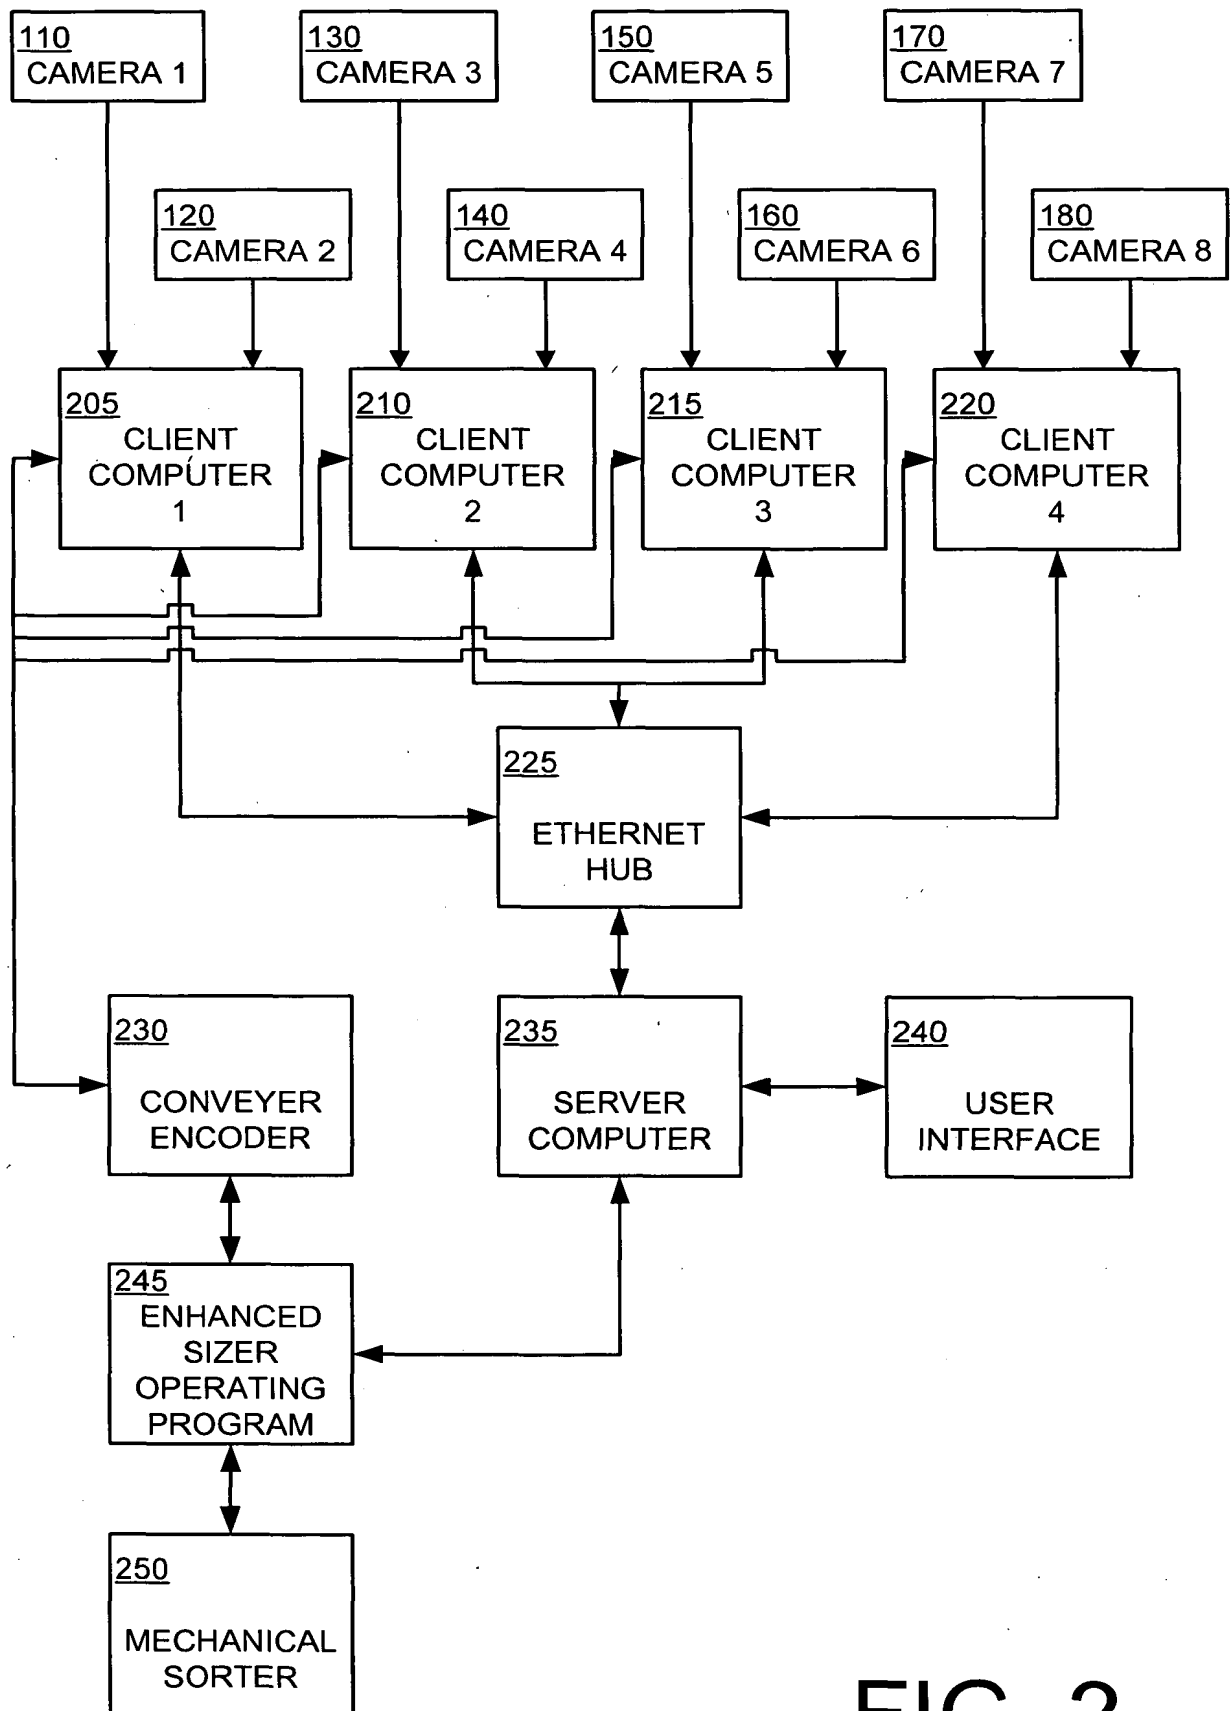 110
CAMERA 1
130
CAMERA 3
150
CAMERA 5
170
CAMERA 7
120
CAMERA 2
140
CAMERA 4
160
CAMERA 6
180
CAMERA 8
205
CLIENT
COMPUTER
1
210
CLIENT
COMPUTER
2
215
CLIENT
COMPUTER
3
220
CLIENT
COMPUTER
4
225
ETHERNET
HUB
230
CONVEYER
ENCODER
235
SERVER
COMPUTER
240
USER
INTERFACE
245
ENHANCED
SIZER
OPERATING
PROGRAM
250
MECHANICAL
SORTER
FIG. 2